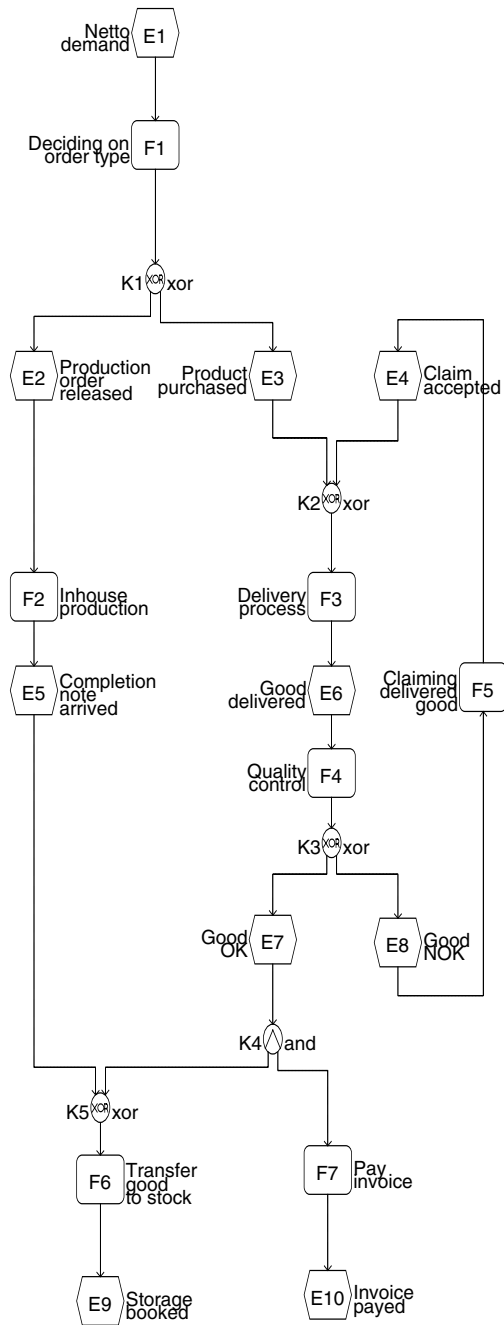 Netto
demand
E1
Deciding on
order type
F1
K1 XOR xor
E2
Production
order
released
Product
purchased
E3
E4
Claim
accepted
K2 XOR xor
F2
Inhouse
production
Delivery
process
F3
E5
Completion
note
arrived
Good
delivered
E6
Claiming
delivered
good
F5
Quality
control
F4
K3 XOR xor
Good
OK
E7
E8
Good
NOK
K4 and
K5 XOR xor
F6
Transfer
good
to stock
F7
Pay
invoice
E9
Storage
booked
E10
Invoice
payed